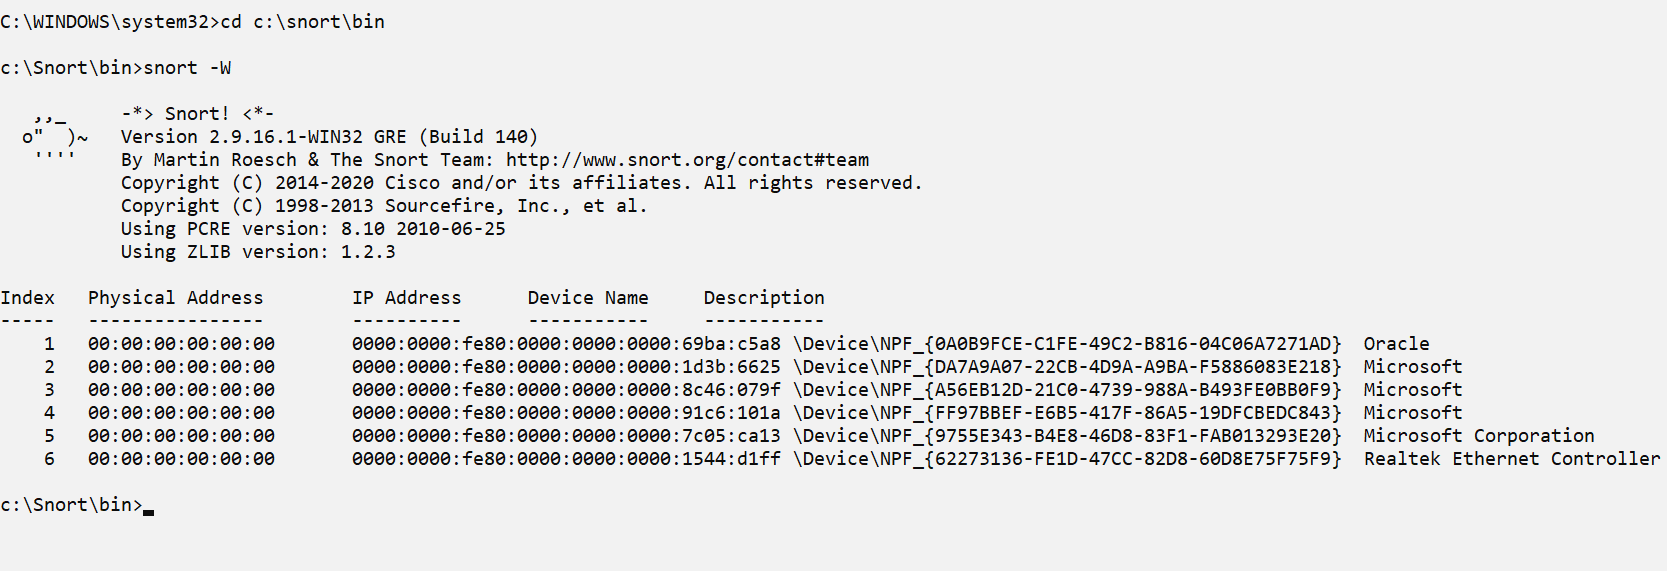 C:\WINDOWS\system32>cd c:\snort\bin
c:\Snort\bin>snort -W
,,_ -*> Snort! <*-
o" )~ Version 2.9.16.1-WIN32 GRE (Build 140)
'''' By Martin Roesch & The Snort Team: http://www.snort.org/contact#team
Copyright (C) 2014-2020 Cisco and/or its affiliates. All rights reserved.
Copyright (C) 1998-2013 Sourcefire, Inc., et al.
Using PCRE version: 8.10 2010-06-25
Using ZLIB version: 1.2.3
Index Physical Address IP Address Device Name Description
----- ---------------- ---------- ----------- -----------
1 00:00:00:00:00:00 0000:0000:fe80:0000:0000:0000:69ba:c5a8 \Device\NPF_{0A0B9FCE-C1FE-49C2-B816-04C06A7271AD} Oracle
2 00:00:00:00:00:00 0000:0000:fe80:0000:0000:0000:1d3b:6625 \Device\NPF_{DA7A9A07-22CB-4D9A-A9BA-F5886083E218} Microsoft
3 00:00:00:00:00:00 0000:0000:fe80:0000:0000:0000:8c46:079f \Device\NPF_{A56EB12D-21C0-4739-988A-B493FE0BB0F9} Microsoft
4 00:00:00:00:00:00 0000:0000:fe80:0000:0000:0000:91c6:101a \Device\NPF_{FF97BBEF-E6B5-417F-86A5-19DFCBEDC843} Microsoft
5 00:00:00:00:00:00 0000:0000:fe80:0000:0000:0000:7c05:ca13 \Device\NPF_{9755E343-B4E8-46D8-83F1-FAB013293E20} Microsoft Corporation
6 00:00:00:00:00:00 0000:0000:fe80:0000:0000:0000:1544:d1ff \Device\NPF_{62273136-FE1D-47CC-82D8-60D8E75F75F9} Realtek Ethernet Controller
c:\Snort\bin>